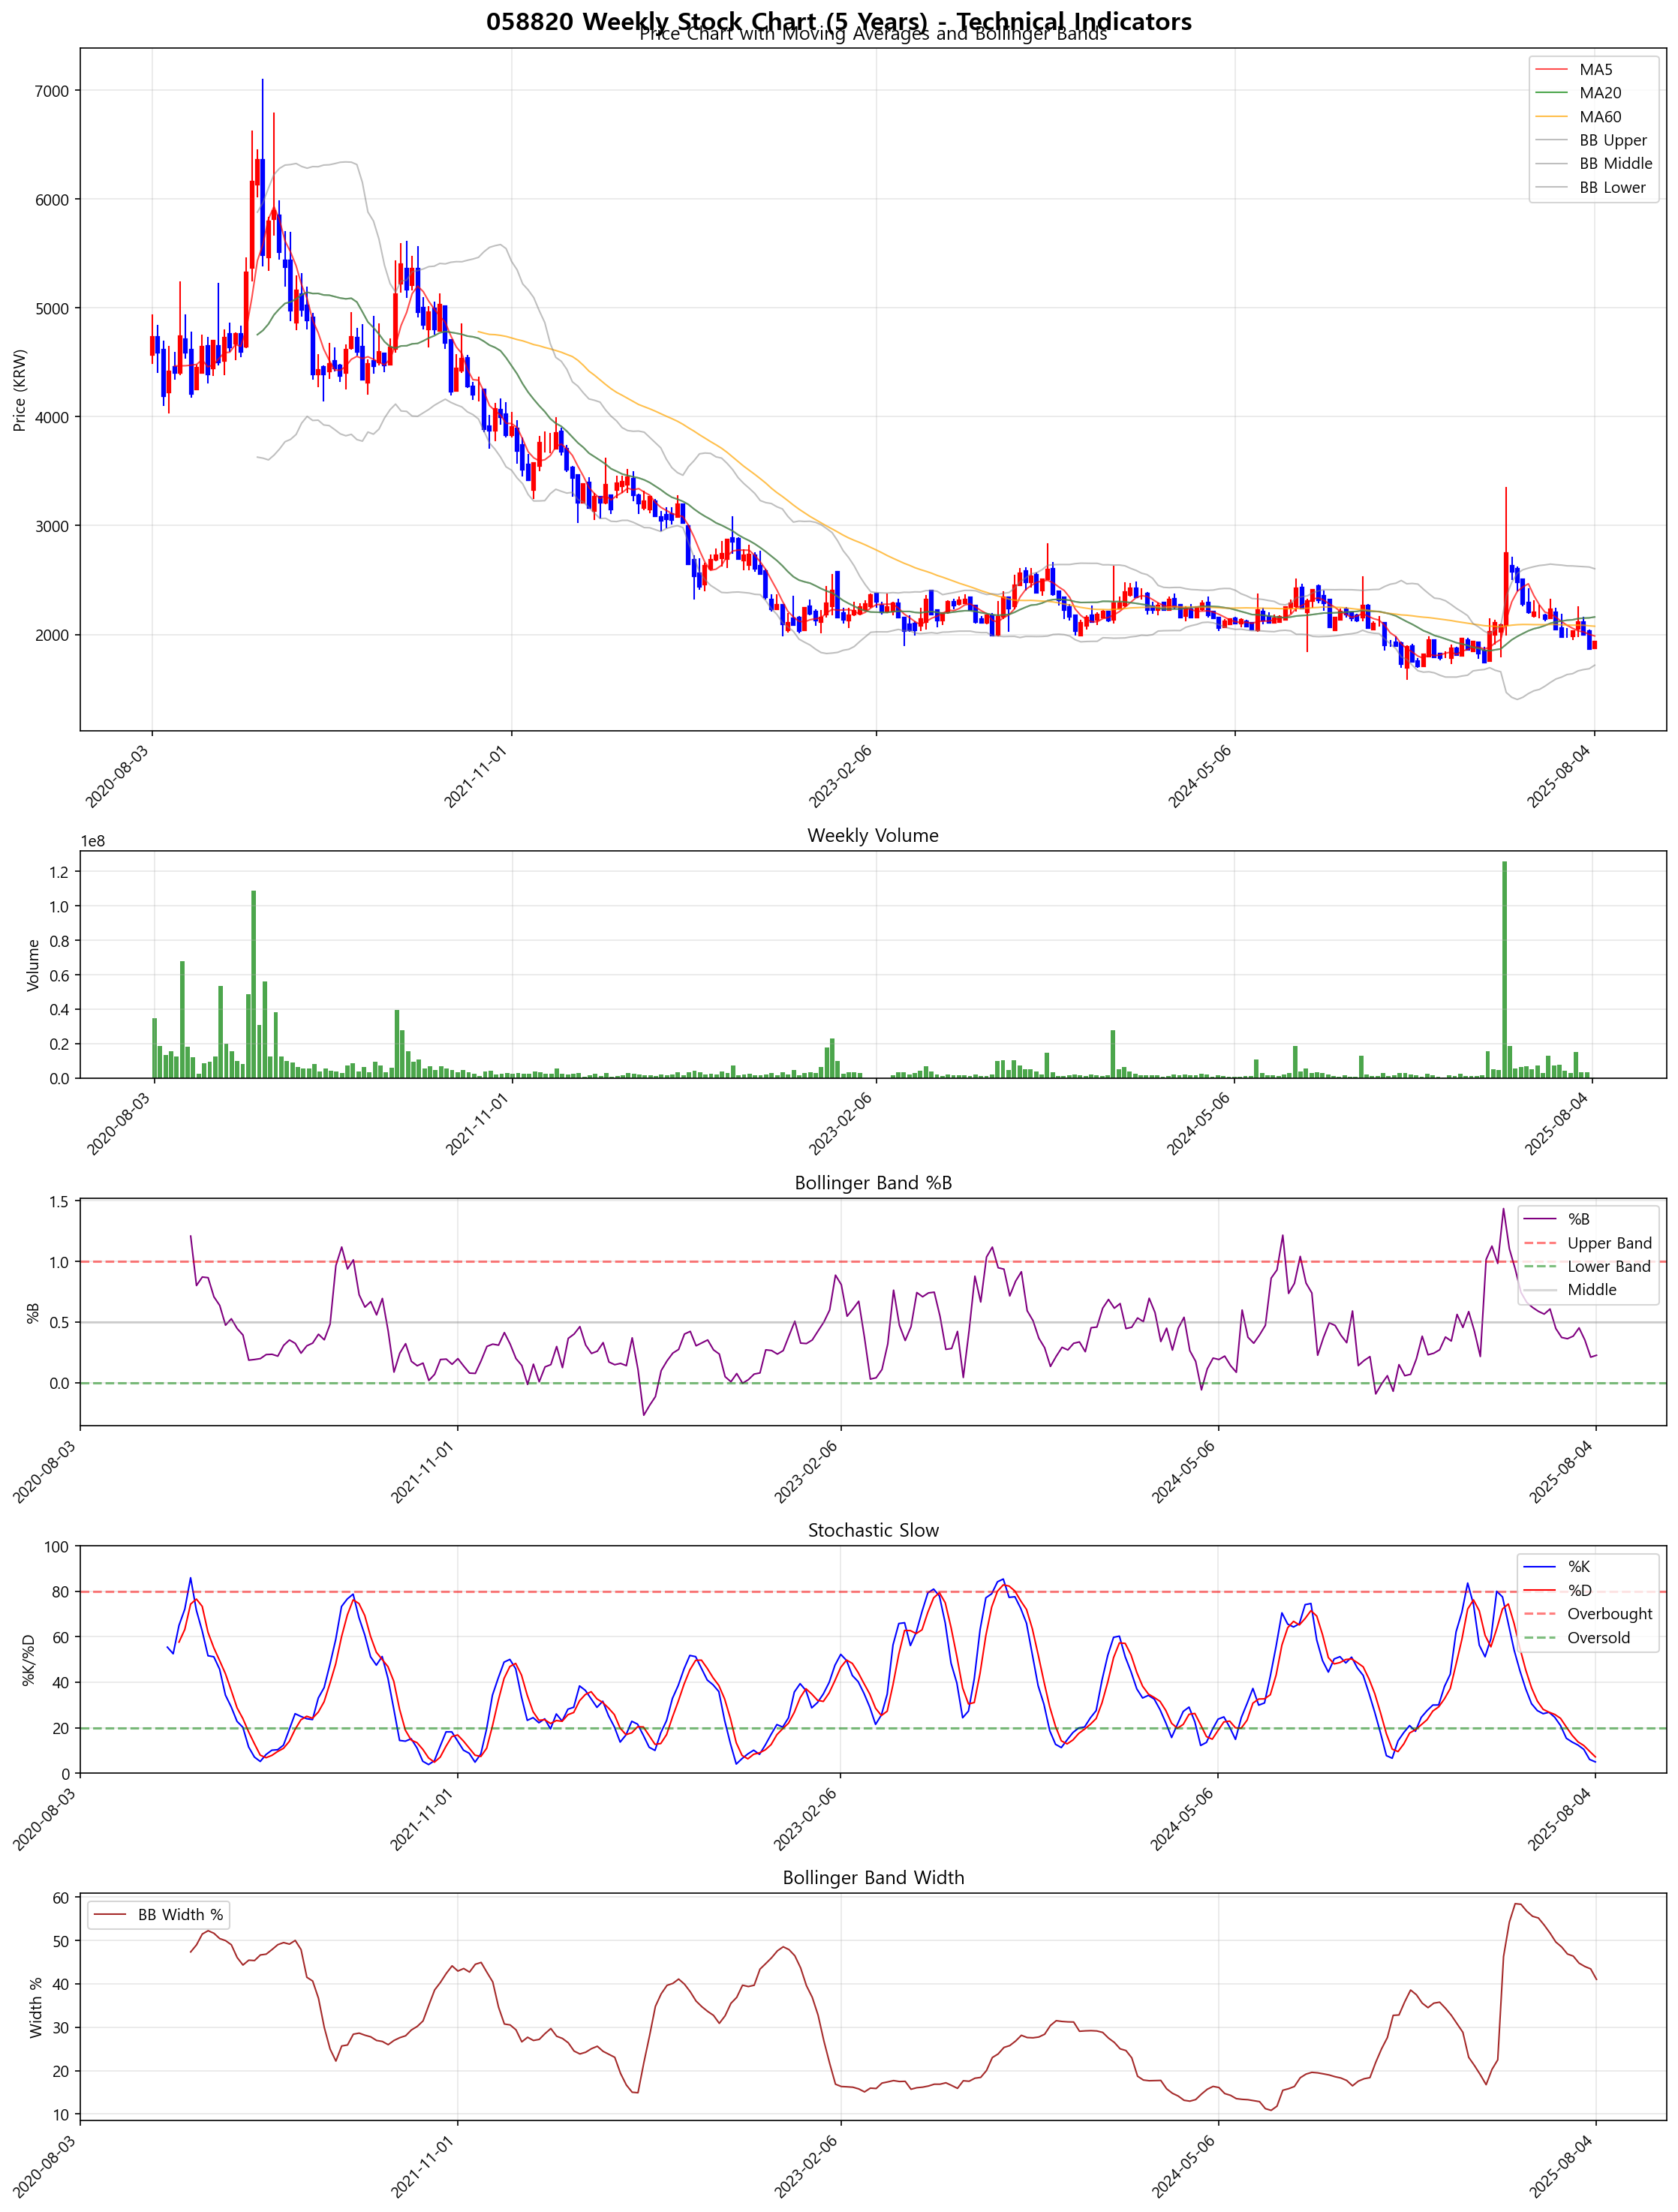 058820 Weekly Stock Chart (5 Years) - Technical Indicators
Price Chart with Moving Averages and Bollinger Bands
MA5
MA20
MA60
BB Upper
BB Middle
BB Lower
Price (KRW)
7000
6000
5000
4000
3000
2000
2020-08-03
2021-11-01
2023-02-06
2024-05-06
2025-08-04
Weekly Volume
1e8
Volume
1.2
1.0
0.8
0.6
0.4
0.2
0.0
2020-08-03
2021-11-01
2023-02-06
2024-05-06
2025-08-04
Bollinger Band %B
%B
1.5
1.0
0.5
0.0
%B
Upper Band
Lower Band
Middle
2020-08-03
2021-11-01
2023-02-06
2024-05-06
2025-08-04
Stochastic Slow
%K/%D
100
80
60
40
20
0
%K
%D
Overbought
Oversold
2020-08-03
2021-11-01
2023-02-06
2024-05-06
2025-08-04
Bollinger Band Width
Width %
60
50
40
30
20
10
BB Width %
2020-08-03
2021-11-01
2023-02-06
2024-05-06
2025-08-04